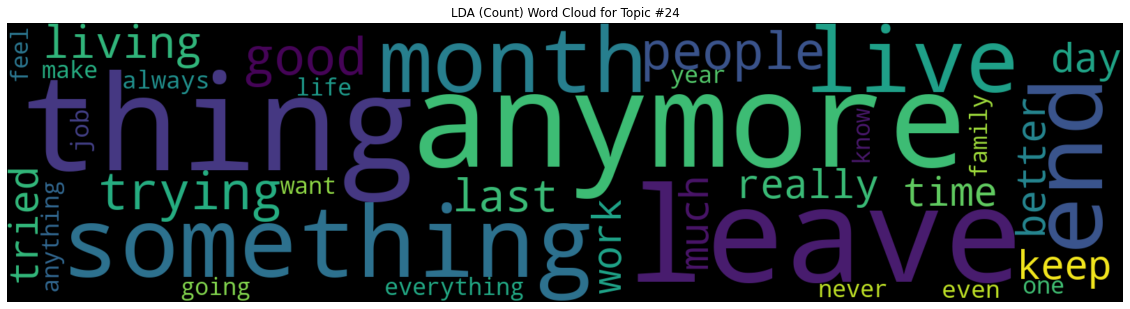 LDA (Count) Word Cloud for Topic #24
feel
living
make
always
good
life
month
people
year
live
day
thing
job
anymore
know
family
better
end
tried
anything
trying
want
last
really
time
something
work
much
leave
keep
going
everything
never
even
one